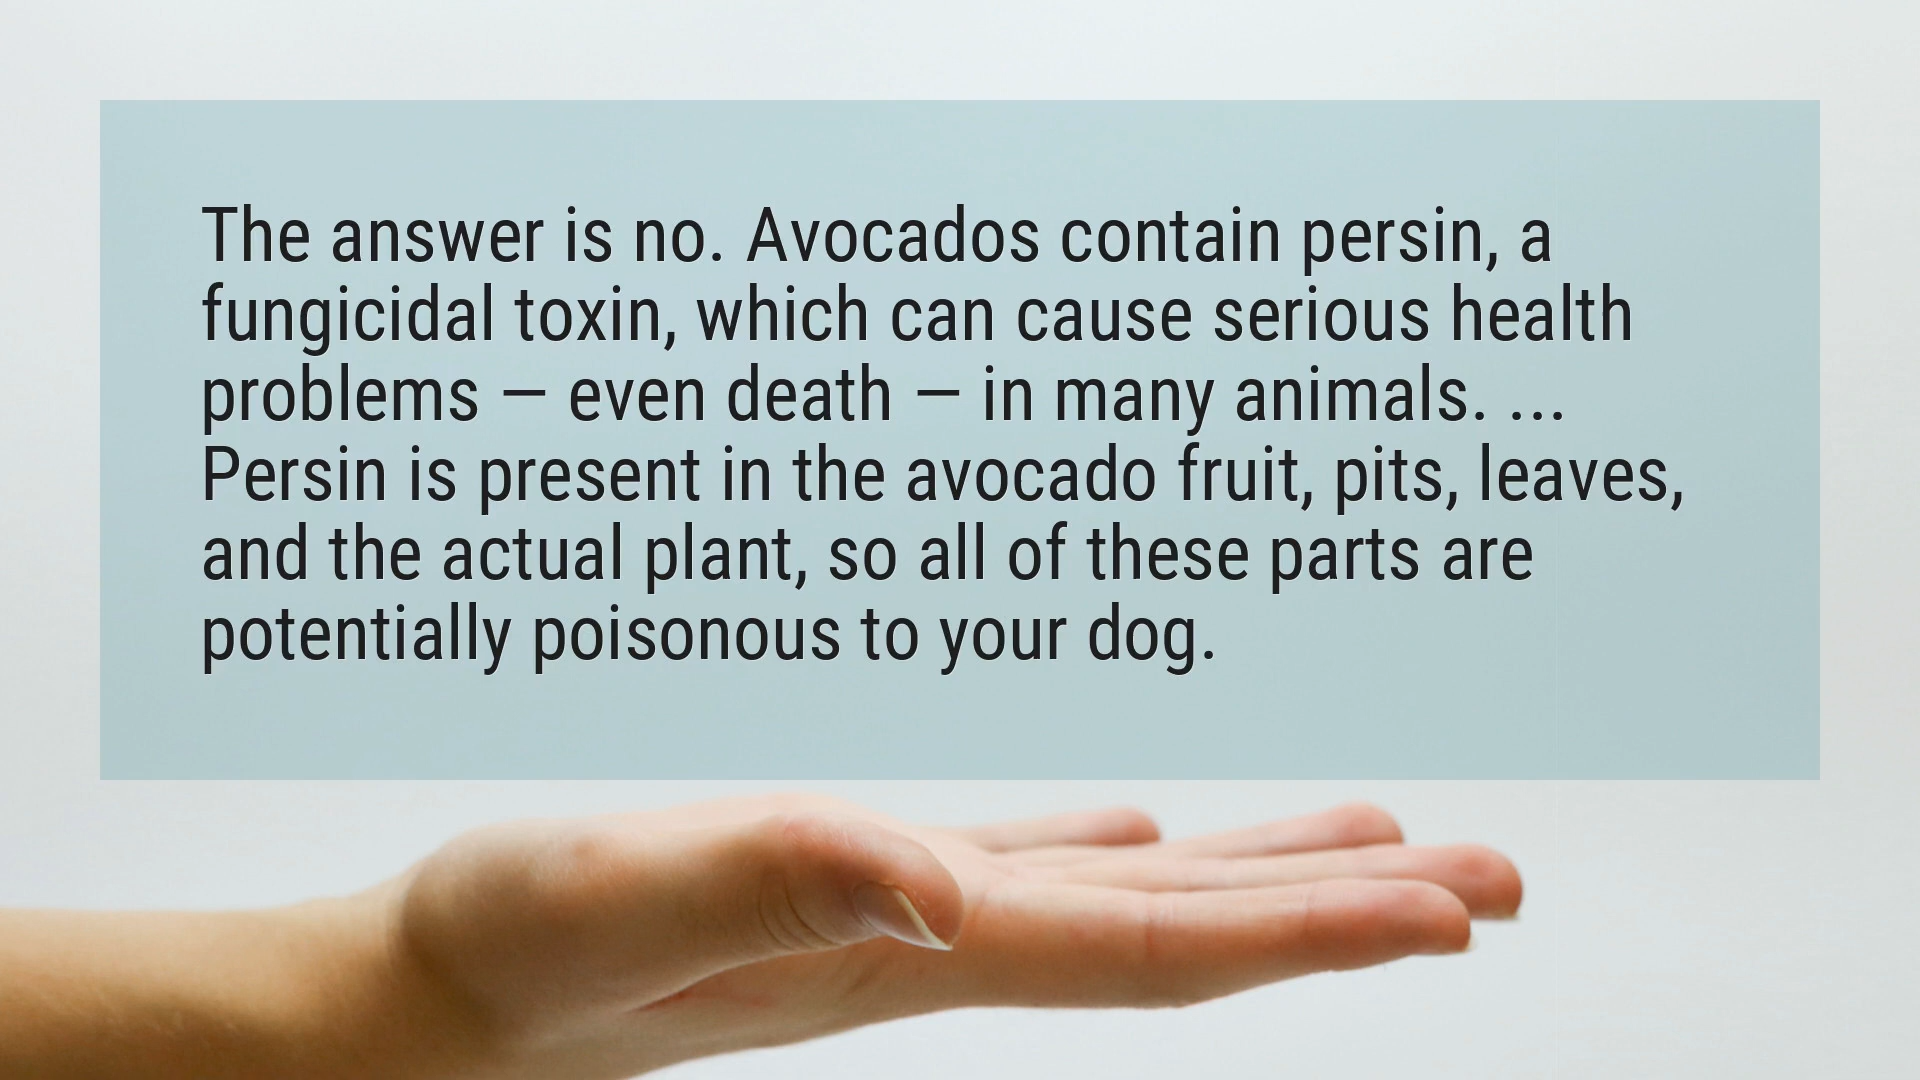 The answer is no. Avocados contain persin, a
fungicidal toxin, which can cause serious health
problems — even death — in many animals. ...
Persin is present in the avocado fruit, pits, leaves,
and the actual plant, so all of these parts are
potentially poisonous to your dog.